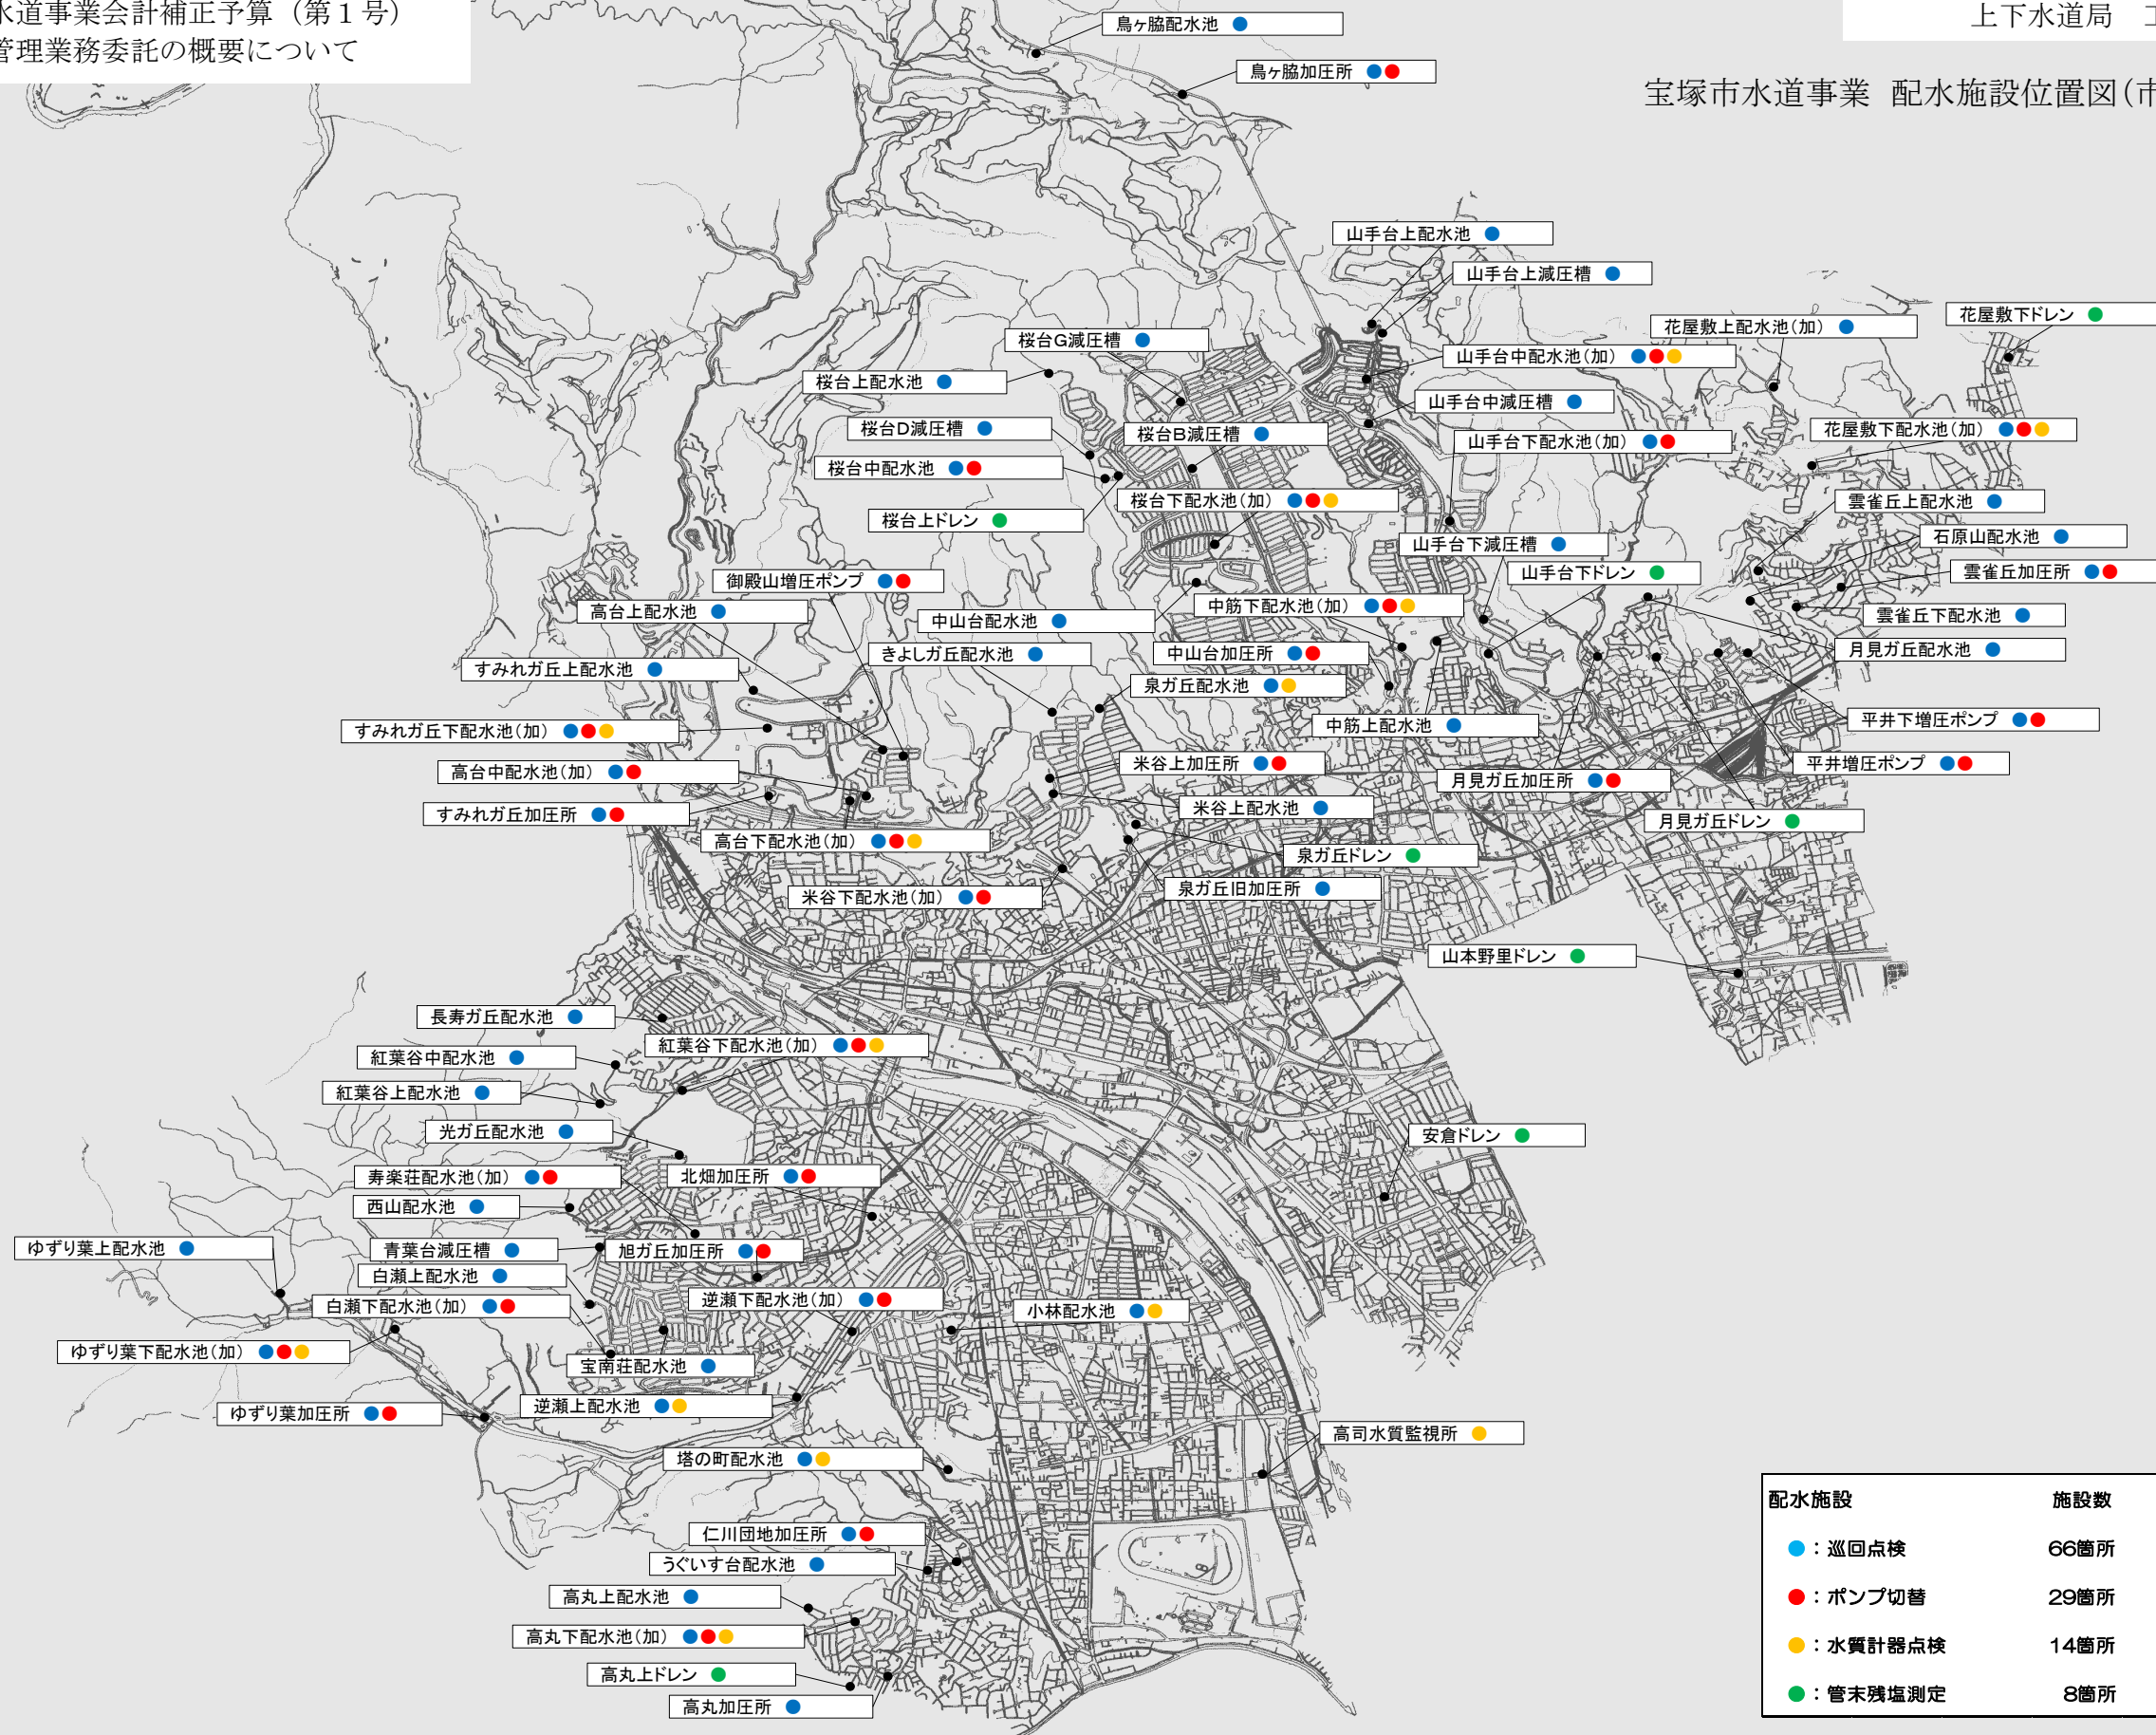 水道事業会計補正予算（第１号）
管理業務委託の概要について
上下水道局
宝塚市水道事業 配水施設位置図(市
鳥ヶ脇配水池
鳥ヶ脇加圧所
山手台上配水池
山手台上減圧槽
花屋敷下ドレン
花屋敷上配水池(加)
桜台G減圧槽
山手台中配水池(加)
桜台上配水池
山手台中減圧槽
桜台D減圧槽
桜台B減圧槽
山手台下配水池(加)
花屋敷下配水池(加)
桜台中配水池
桜台下配水池(加)
雲雀丘上配水池
桜台上ドレン
石原山配水池
山手台下減圧槽
雲雀丘加圧所
山手台下ドレン
御殿山増圧ポンプ
高台上配水池
中筋下配水池(加)
中山台配水池
雲雀丘下配水池
きよしガ丘配水池
中山台加圧所
月見ガ丘配水池
すみれガ丘上配水池
泉ガ丘配水池
中筋上配水池
平井下増圧ポンプ
すみれガ丘下配水池(加)
米谷上加圧所
平井増圧ポンプ
高台中配水池(加)
月見ガ丘加圧所
すみれガ丘加圧所
米谷上配水池
月見ガ丘ドレン
高台下配水池(加)
泉ガ丘ドレン
米谷下配水池(加)
泉ガ丘旧加圧所
山本野里ドレン
長寿ガ丘配水池
紅葉谷下配水池(加)
紅葉谷中配水池
紅葉谷上配水池
光ガ丘配水池
安倉ドレン
寿楽荘配水池(加)
北畑加圧所
西山配水池
ゆずり葉上配水池
青葉台減圧槽
旭ガ丘加圧所
白瀬上配水池
白瀬下配水池(加)
逆瀬下配水池(加)
小林配水池
ゆずり葉下配水池(加)
宝南荘配水池
逆瀬上配水池
ゆずり葉加圧所
高司水質監視所
塔の町配水池
仁川団地加圧所
うぐいす台配水池
高丸上配水池
高丸下配水池(加)
高丸上ドレン
高丸加圧所
配水施設 施設数
：巡回点検 66箇所
：ポンプ切替 29箇所
：水質計器点検 14箇所
：管末残塩測定 8箇所